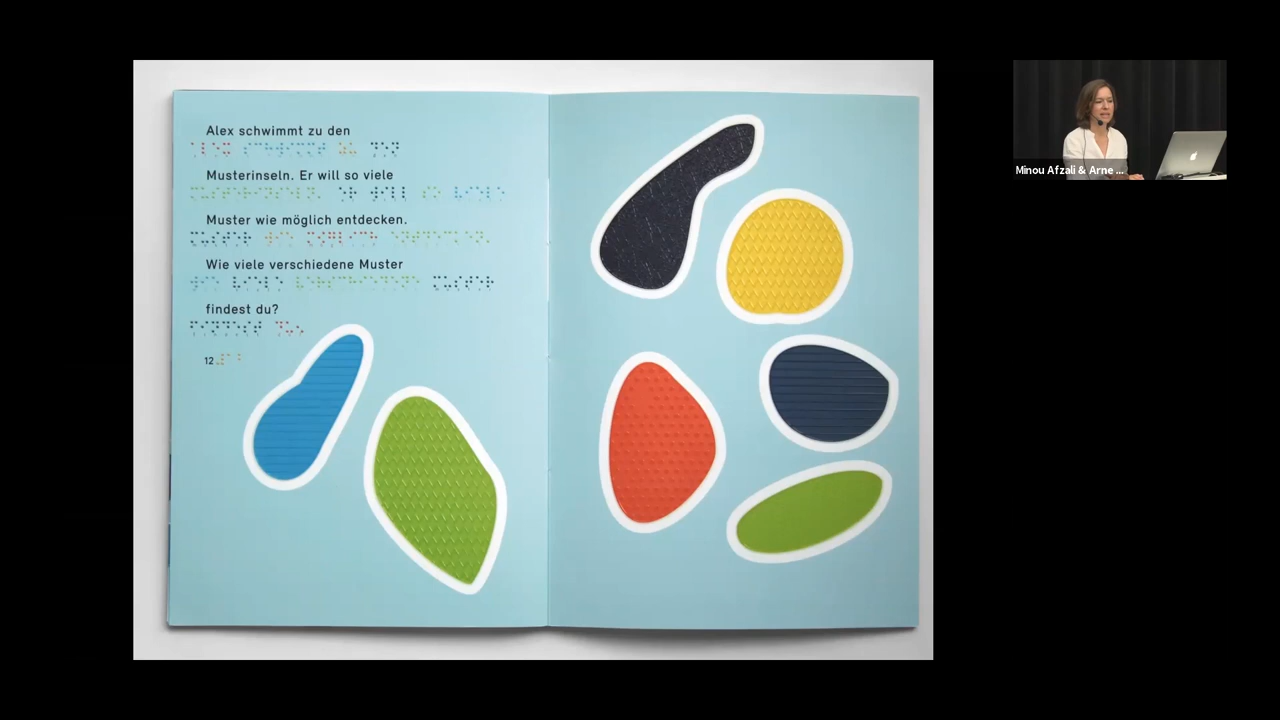 Alex schwimmt zu den
Musterinseln. Er will so viele
Muster wie möglich entdecken.
Wie viele verschiedene Muster
findest du?
12
Minou Afzali & Arne ...